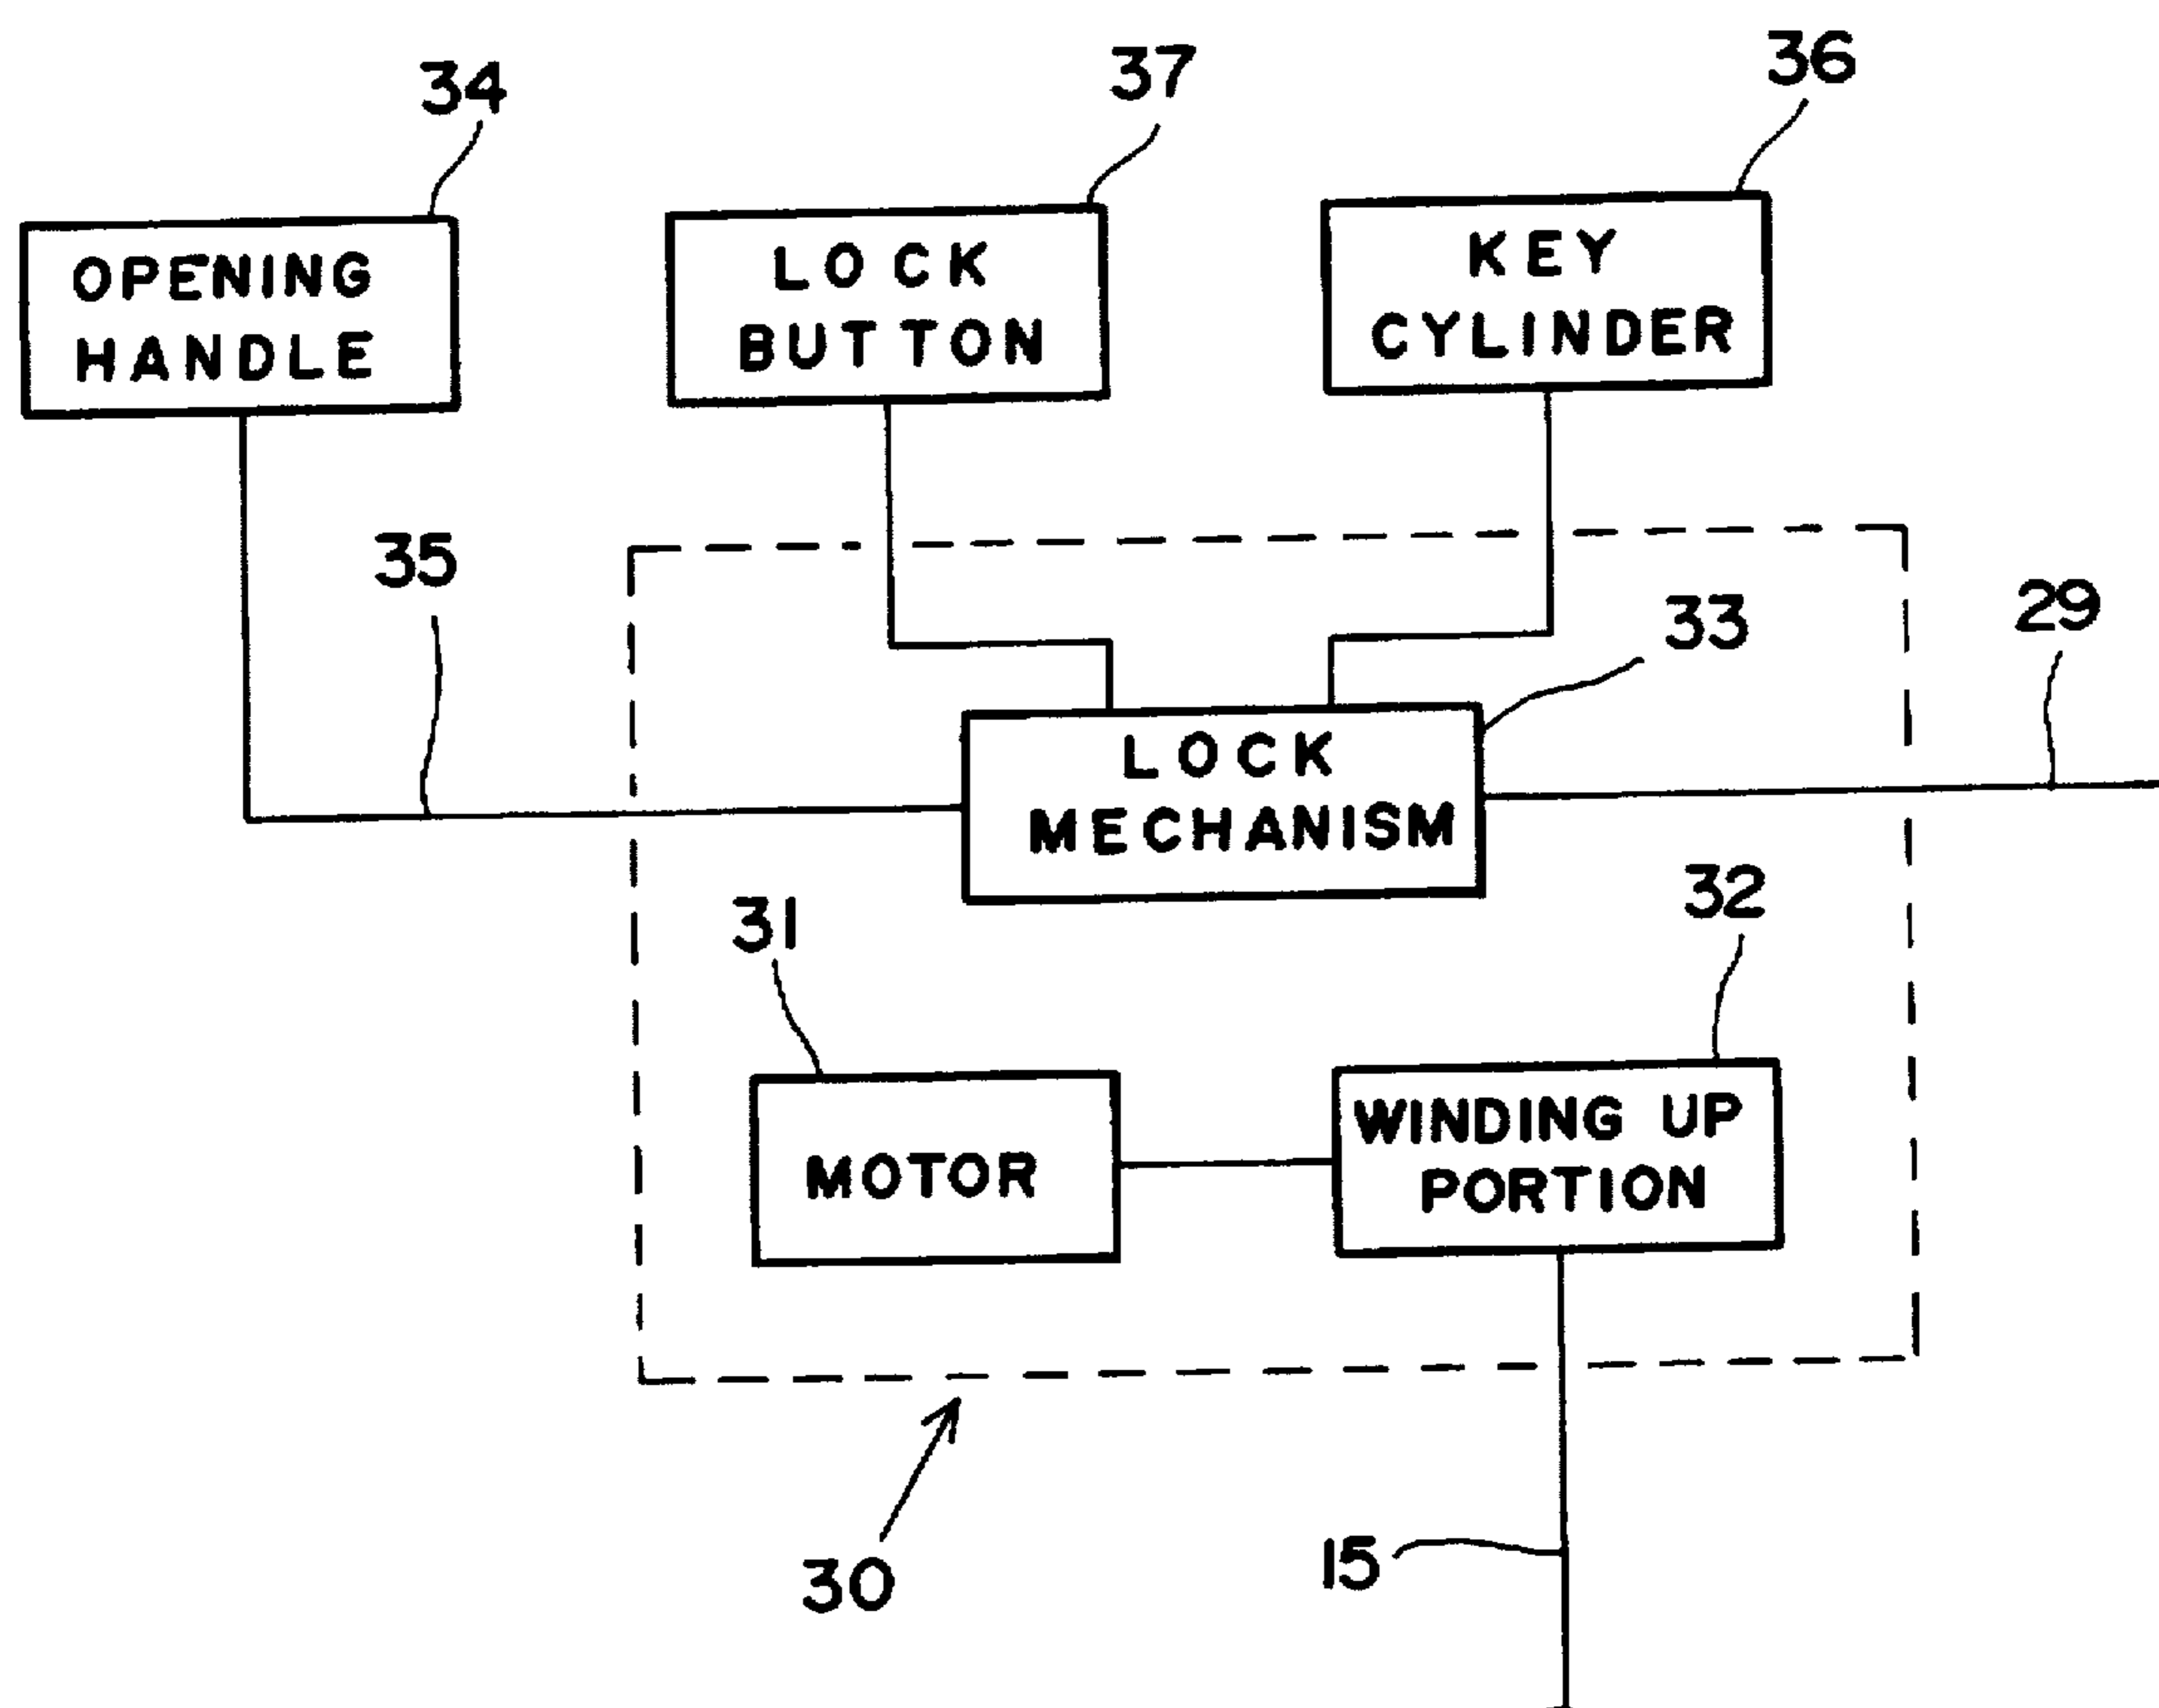 34
37
36
OPENING
HANDLE
LOCK
BUTTON
KEY
CYLINDER
35
33
29
LOCK
MECHANISM
31
32
MOTOR
WINDING UP
PORTION
30
15